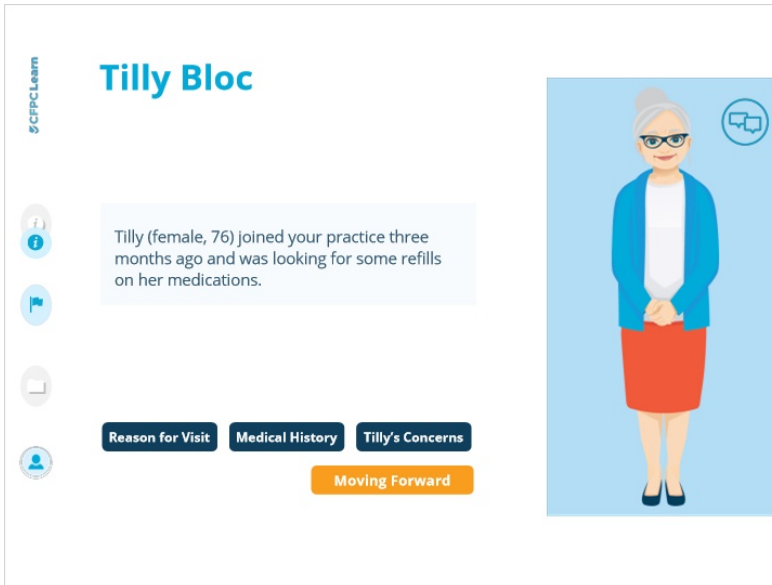 CFPCLearn
Tilly Bloc
Tilly (female, 76) joined your practice three
months ago and was looking for some refills
on her medications.
Reason for Visit
Medical History
Tilly's Concerns
Moving Forward